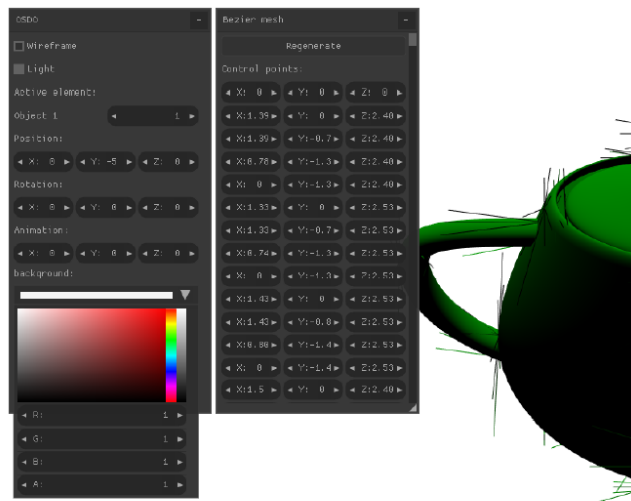 OSDO -
Wireframe
Light
Active element:
Object 1 1
Position:
X: 0 Y: -5 Z: 0
Rotation:
X: 0 Y: 0 Z: 0
Animation:
X: 0 Y: 0 Z: 0
background:
R: 1
G: 1
B: 1
A: 1
Bezier mesh -
Regenerate
Control points:
X: 0 Y: 0 Z: 0
X:1.39 Y: 0 Z:2.40
X:1.39 Y:-0.7 Z:2.40
X:0.78 Y:-1.3 Z:2.40
X: 0 Y:-1.3 Z:2.40
X:1.33 Y: 0 Z:2.53
X:1.33 Y:-0.7 Z:2.53
X:0.74 Y:-1.3 Z:2.53
X: 0 Y:-1.3 Z:2.53
X:1.43 Y: 0 Z:2.53
X:1.43 Y:-0.8 Z:2.53
X:0.80 Y:-1.4 Z:2.53
X: 0 Y:-1.4 Z:2.53
X:1.5 Y: 0 Z:2.40